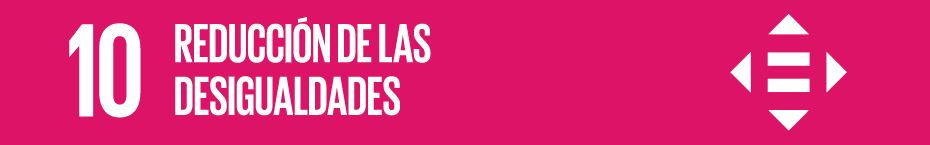 10
REDUCCIÓN DE LAS
DESIGUALDADES